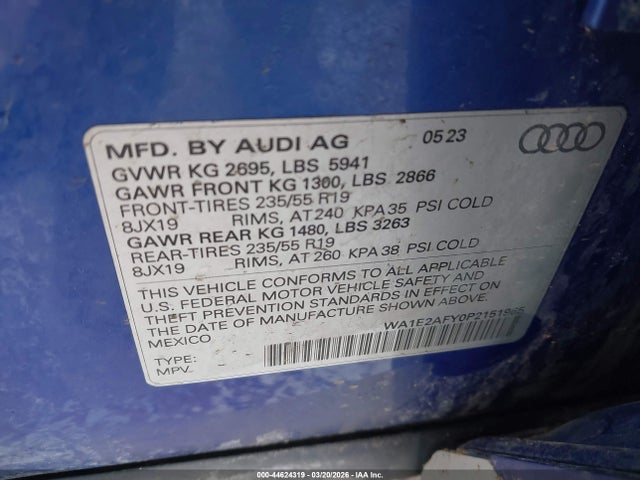 MFD. BY AUDI AG 05 23
GVWR KG 2695, LBS 5941
GAWR FRONT KG 1300, LBS 2866
FRONT-TIRES 235/55 R19
8JX19 RIMS, AT 240 KPA 35 PSI COLD
GAWR REAR KG 1480, LBS 3263
REAR-TIRES 235/55 R19
8JX19 RIMS, AT 260 KPA 38 PSI COLD
THIS VEHICLE CONFORMS TO ALL APPLICABLE
U.S. FEDERAL MOTOR VEHICLE SAFETY AND
THEFT PREVENTION STANDARDS IN EFFECT ON
THE DATE OF MANUFACTURE SHOWN ABOVE.
MEXICO
WA1E2AFY0P2151965
TYPE:
MPV
000-44624319 — 03/20/2026 — IAA Inc.